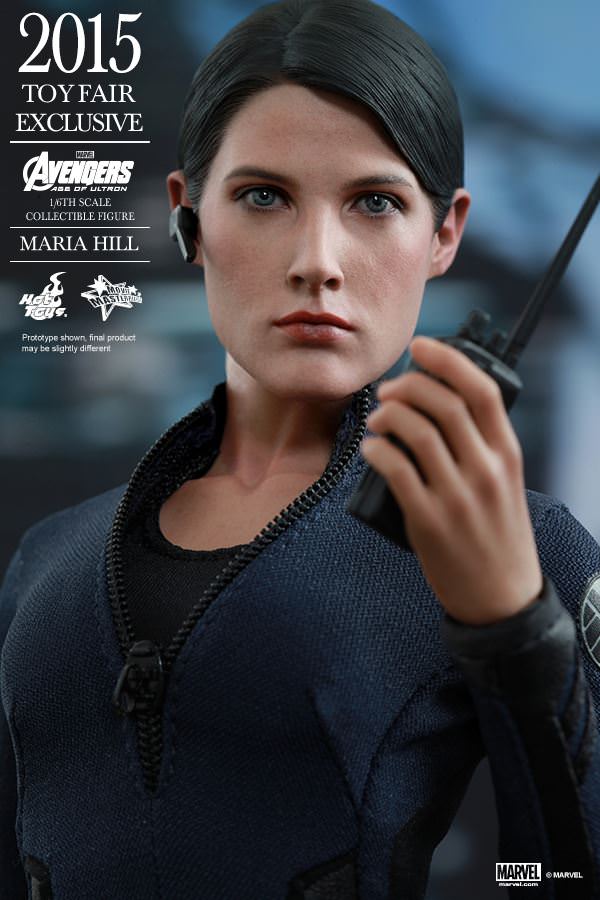 2015
TOY FAIR
EXCLUSIVE
MARVEL
AVENGERS
AGE OF ULTRON
1/6TH SCALE
COLLECTIBLE FIGURE
MARIA HILL
Hot Toys.
MOVIE MASTERPIECE
Prototype shown, final product
may be slightly different
MARVEL
marvel.com
© MARVEL